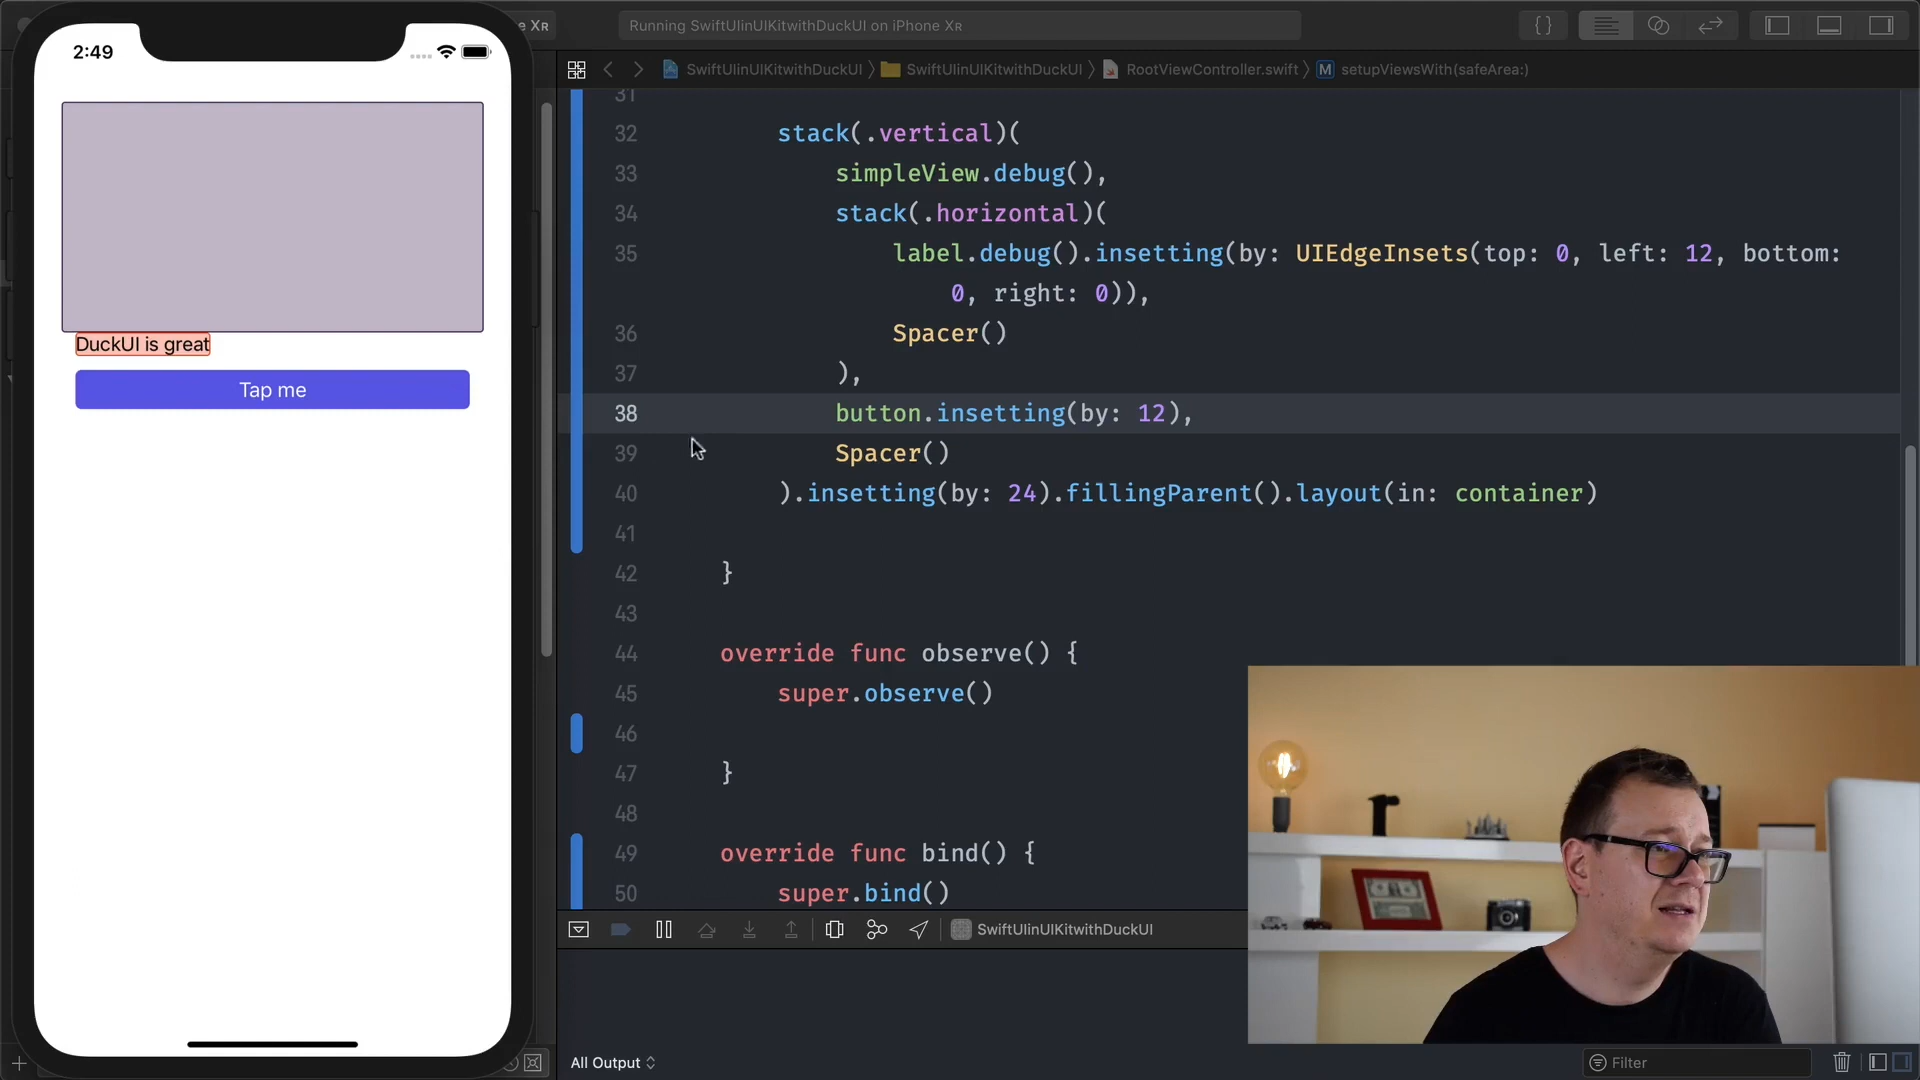 2:49
e XR
Running SwiftUIinUIKitwithDuckUI on iPhone XR
{ }
SwiftUIinUIKitwithDuckUI
SwiftUIinUIKitwithDuckUI
RootViewController.swift
M setupViewsWith(safeArea:)
31
32 stack(.vertical)(
33 simpleView.debug(),
34 stack(.horizontal)(
35 label.debug().insetting(by: UIEdgeInsets(top: 0, left: 12, bottom:
0, right: 0)),
36 Spacer()
37 ),
38 button.insetting(by: 12),
39 Spacer()
40 ).insetting(by: 24).fillingParent().layout(in: container)
41
42 }
43
44 override func observe() {
45 super.observe()
46
47 }
48
49 override func bind() {
50 super.bind()
DuckUI is great
Tap me
SwiftUIinUIKitwithDuckUI
All Output
Filter